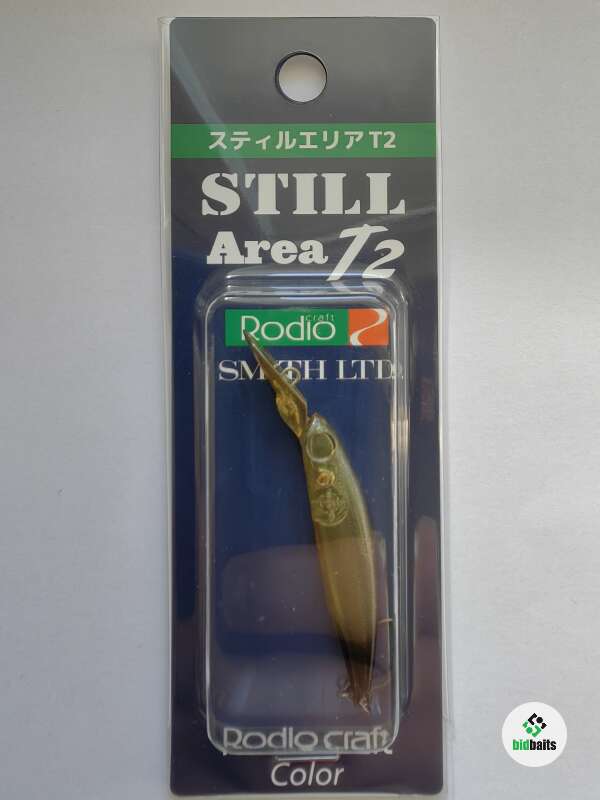 スティルエリアT2
STILL
Area T2
Rodio craft
SMITH LTD.
Rodio craft
Color
bidbaits